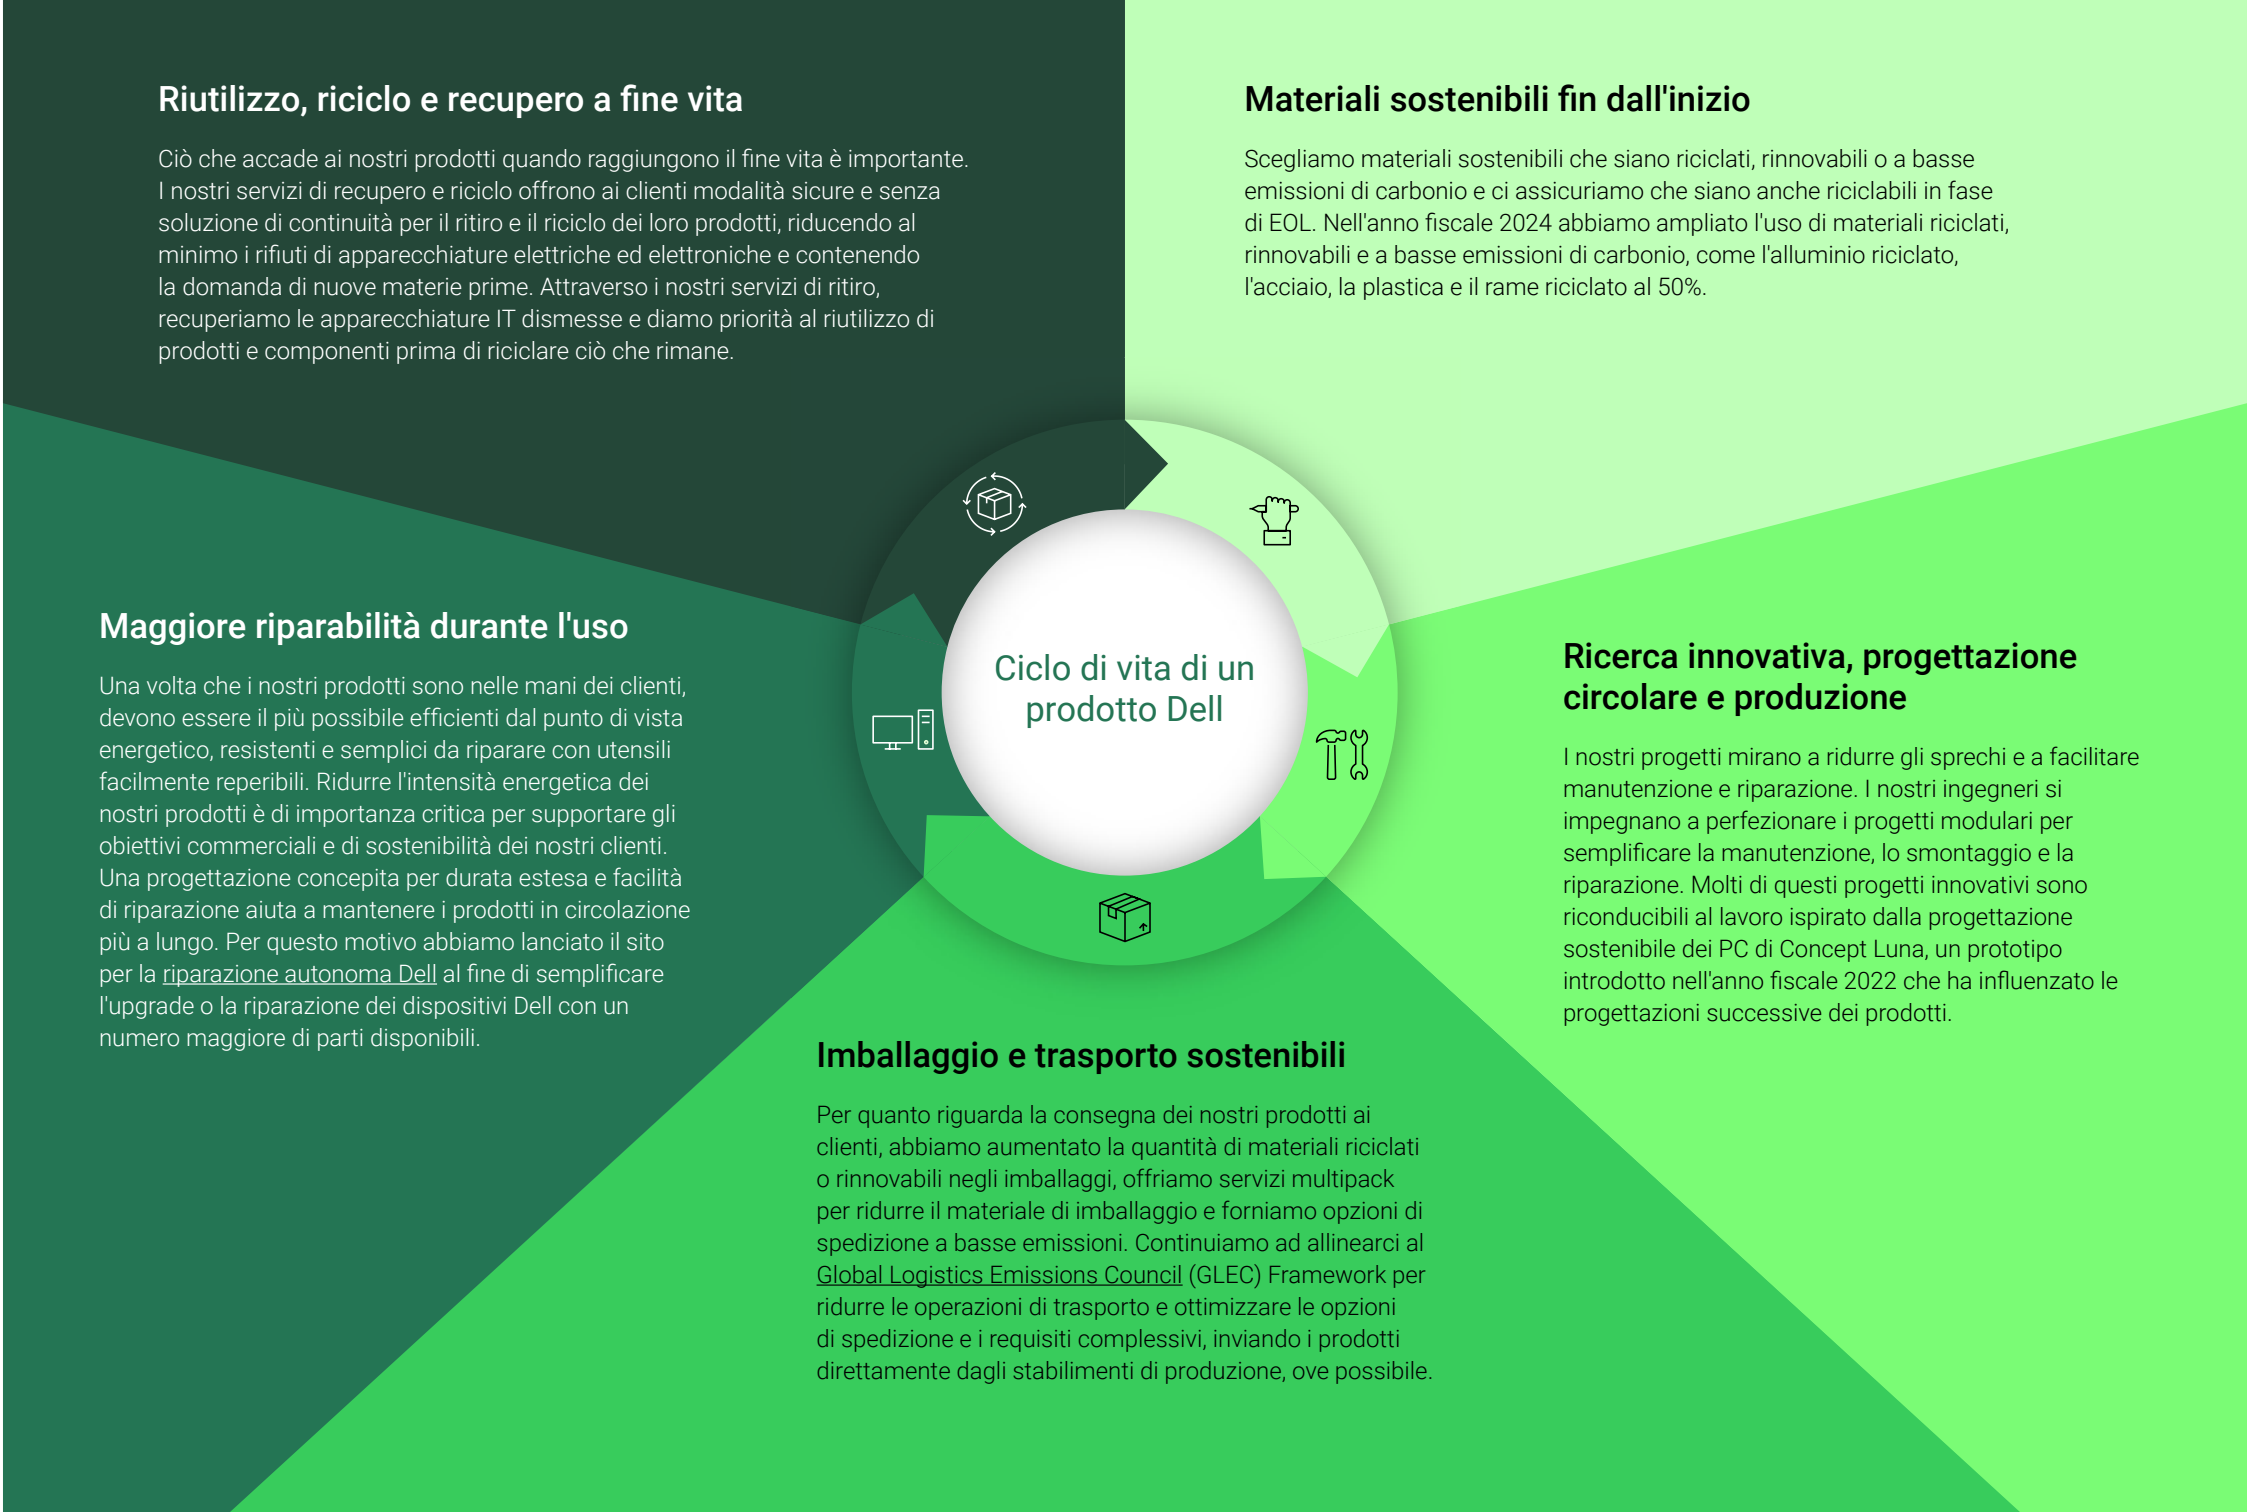 Riutilizzo, riciclo e recupero a fine vita
Ciò che accade ai nostri prodotti quando raggiungono il fine vita è importante.
I nostri servizi di recupero e riciclo offrono ai clienti modalità sicure e senza
soluzione di continuità per il ritiro e il riciclo dei loro prodotti, riducendo al
minimo i rifiuti di apparecchiature elettriche ed elettroniche e contenendo
la domanda di nuove materie prime. Attraverso i nostri servizi di ritiro,
recuperiamo le apparecchiature IT dismesse e diamo priorità al riutilizzo di
prodotti e componenti prima di riciclare ciò che rimane.
Materiali sostenibili fin dall'inizio
Scegliamo materiali sostenibili che siano riciclati, rinnovabili o a basse
emissioni di carbonio e ci assicuriamo che siano anche riciclabili in fase
di EOL. Nell'anno fiscale 2024 abbiamo ampliato l'uso di materiali riciclati,
rinnovabili e a basse emissioni di carbonio, come l'alluminio riciclato,
l'acciaio, la plastica e il rame riciclato al 50%.
Ciclo di vita di un
prodotto Dell
Maggiore riparabilità durante l'uso
Una volta che i nostri prodotti sono nelle mani dei clienti,
devono essere il più possibile efficienti dal punto di vista
energetico, resistenti e semplici da riparare con utensili
facilmente reperibili. Ridurre l'intensità energetica dei
nostri prodotti è di importanza critica per supportare gli
obiettivi commerciali e di sostenibilità dei nostri clienti.
Una progettazione concepita per durata estesa e facilità
di riparazione aiuta a mantenere i prodotti in circolazione
più a lungo. Per questo motivo abbiamo lanciato il sito
per la riparazione autonoma Dell al fine di semplificare
l'upgrade o la riparazione dei dispositivi Dell con un
numero maggiore di parti disponibili.
Ricerca innovativa, progettazione
circolare e produzione
I nostri progetti mirano a ridurre gli sprechi e a facilitare
manutenzione e riparazione. I nostri ingegneri si
impegnano a perfezionare i progetti modulari per
semplificare la manutenzione, lo smontaggio e la
riparazione. Molti di questi progetti innovativi sono
riconducibili al lavoro ispirato dalla progettazione
sostenibile dei PC di Concept Luna, un prototipo
introdotto nell'anno fiscale 2022 che ha influenzato le
progettazioni successive dei prodotti.
Imballaggio e trasporto sostenibili
Per quanto riguarda la consegna dei nostri prodotti ai
clienti, abbiamo aumentato la quantità di materiali riciclati
o rinnovabili negli imballaggi, offriamo servizi multipack
per ridurre il materiale di imballaggio e forniamo opzioni di
spedizione a basse emissioni. Continuiamo ad allinearci al
Global Logistics Emissions Council (GLEC) Framework per
ridurre le operazioni di trasporto e ottimizzare le opzioni
di spedizione e i requisiti complessivi, inviando i prodotti
direttamente dagli stabilimenti di produzione, ove possibile.